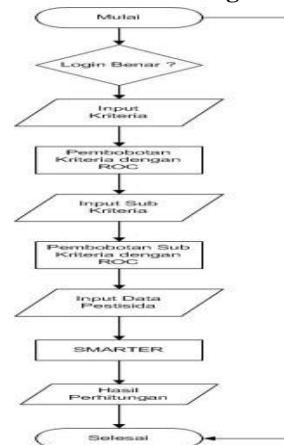 Mulai
Login Benar ?
Input
Kriteria
Pembobotan
Kriteria dengan
ROC
Input Sub
Kriteria
Pembobotan Sub
Kriteria dengan
ROC
Input Data
Pestisida
SMARTER
Hasil
Perhitungan
Selesai